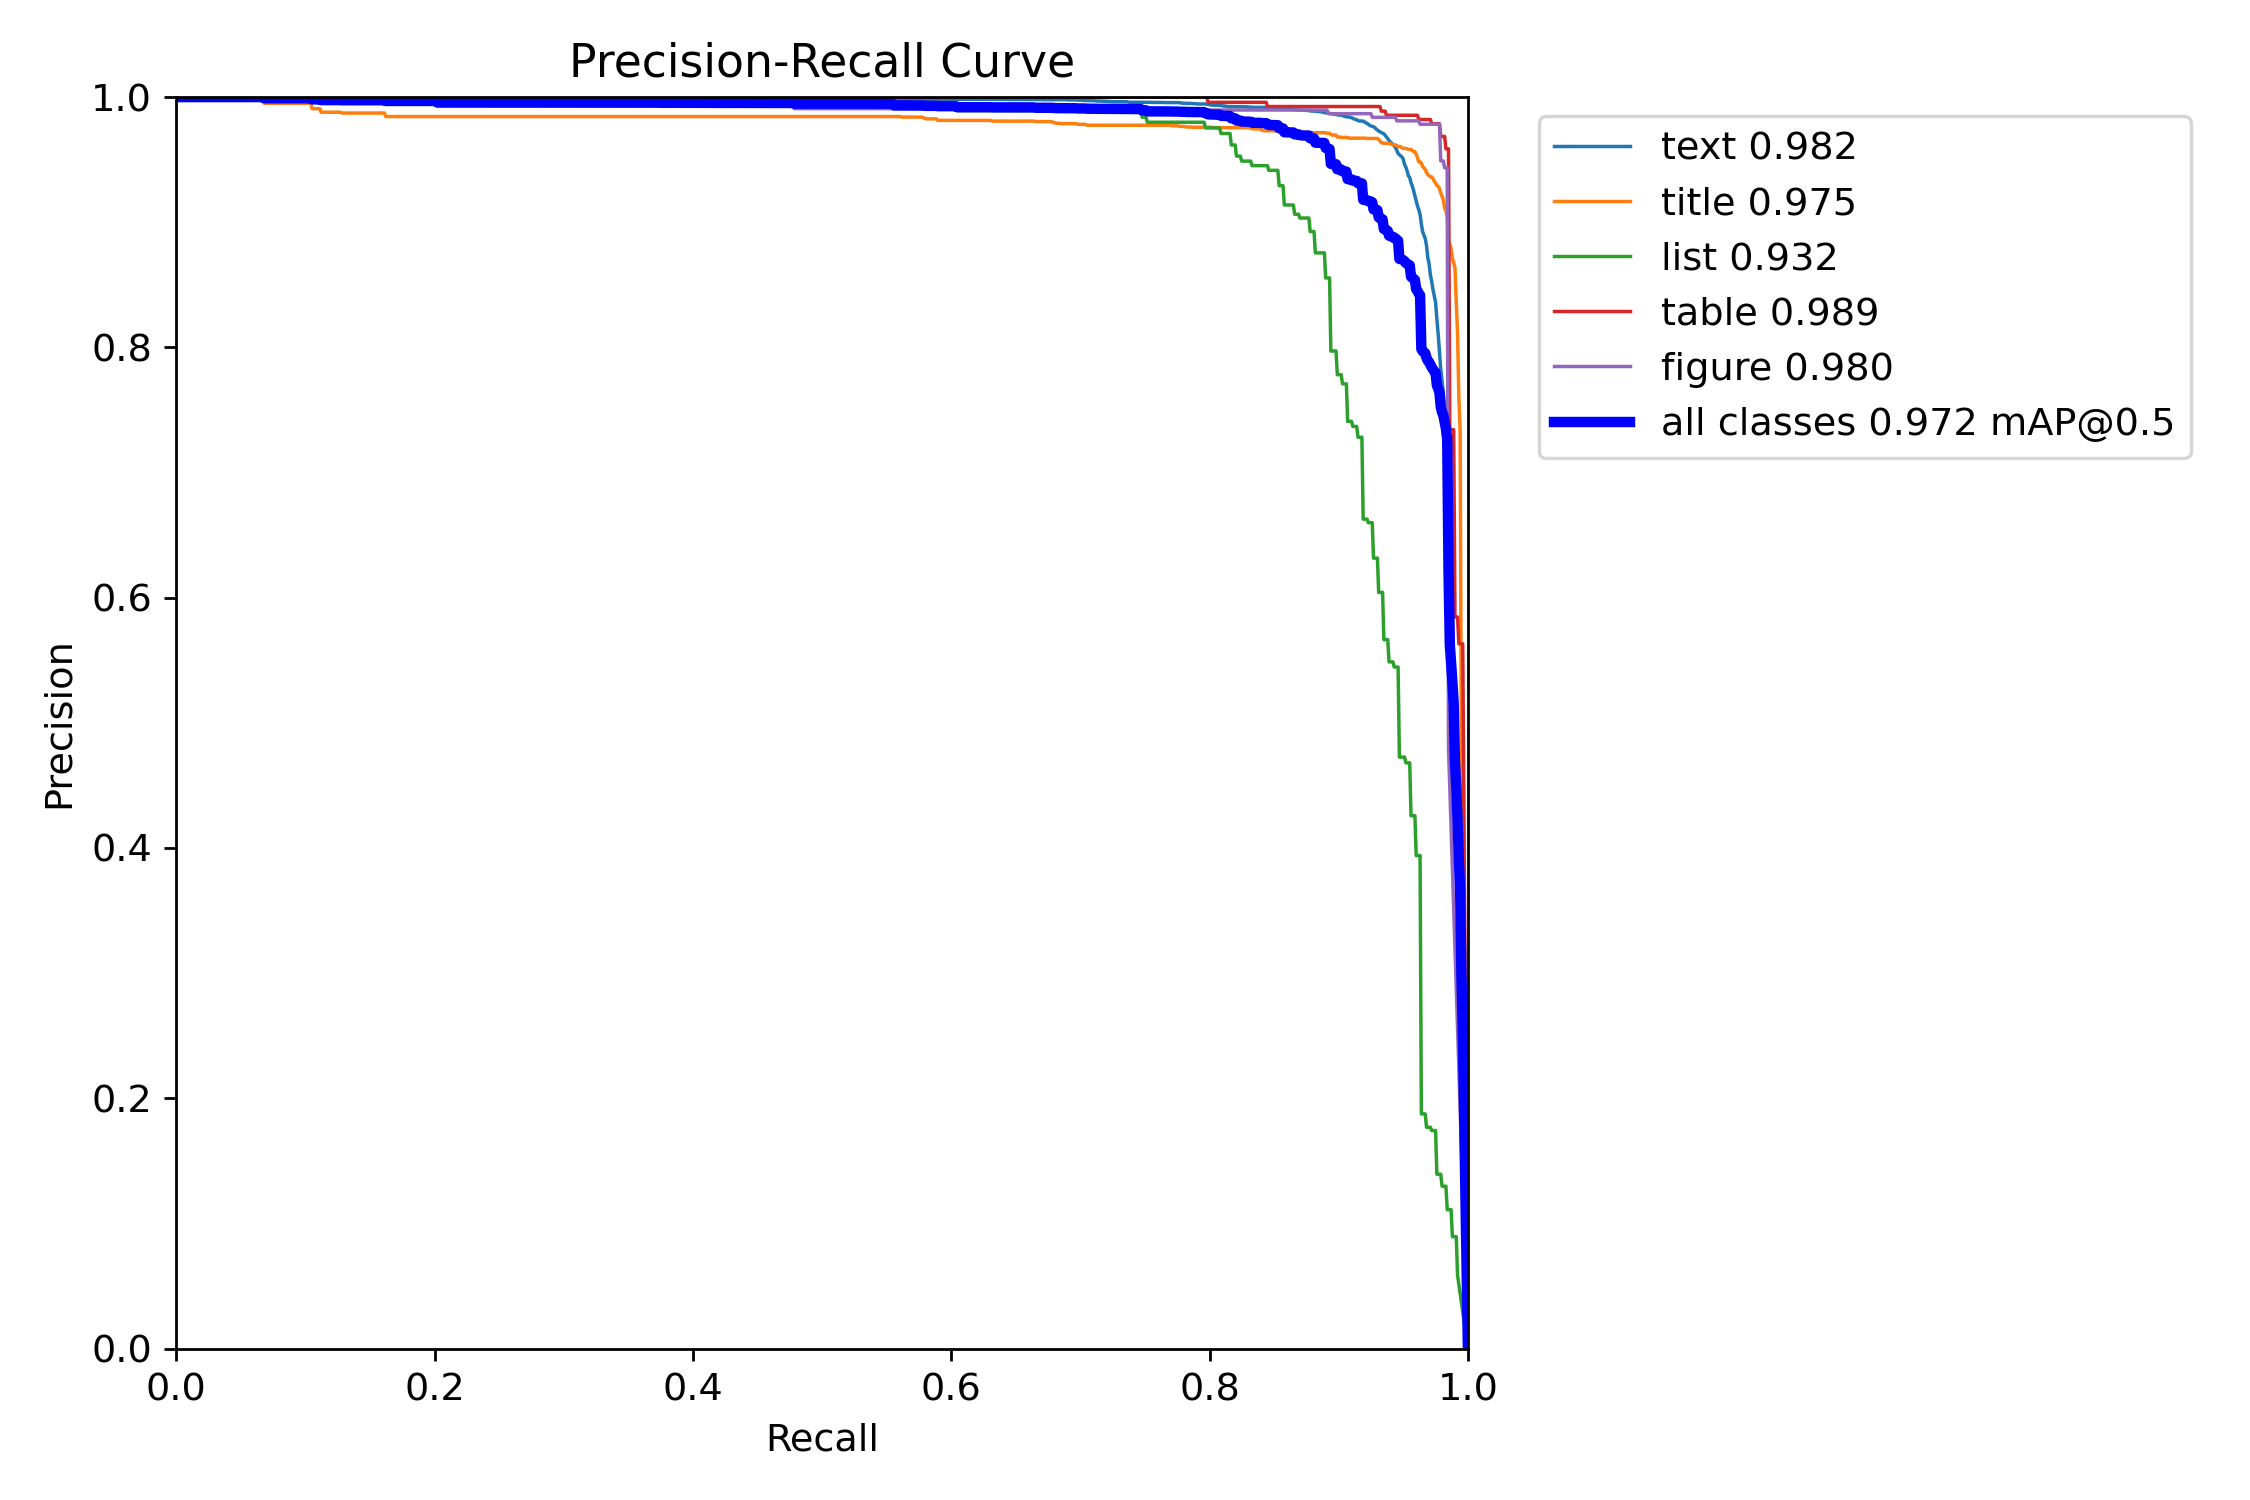 Precision-Recall Curve
1.0
0.8
0.6
0.4
0.2
0.0
Precision
0.0 0.2 0.4 0.6 0.8 1.0
Recall
text 0.982
title 0.975
list 0.932
table 0.989
figure 0.980
all classes 0.972 mAP@0.5